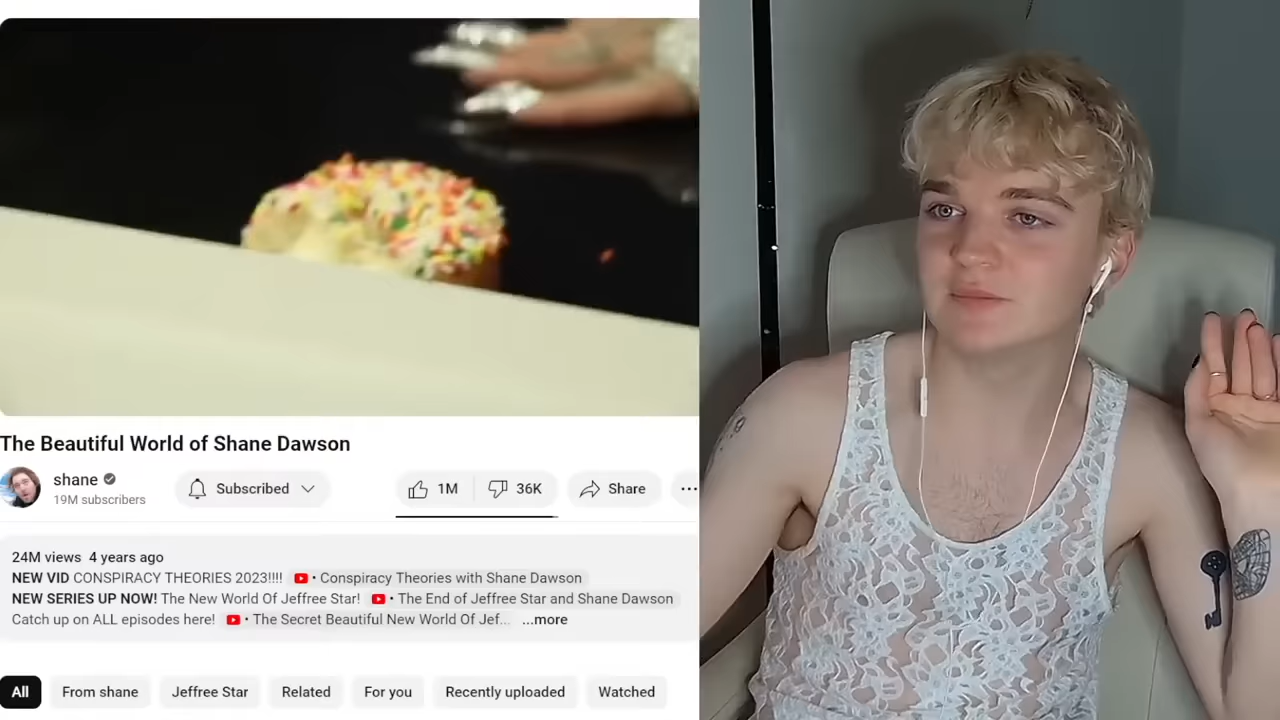 The Beautiful World of Shane Dawson
shane
19M subscribers
Subscribed
1M
36K
Share
...
24M views 4 years ago
NEW VID CONSPIRACY THEORIES 2023!!!! • Conspiracy Theories with Shane Dawson
NEW SERIES UP NOW! The New World Of Jeffree Star! • The End of Jeffree Star and Shane Dawson
Catch up on ALL episodes here! • The Secret Beautiful New World Of Jef... ...more
All From shane Jeffree Star Related For you Recently uploaded Watched